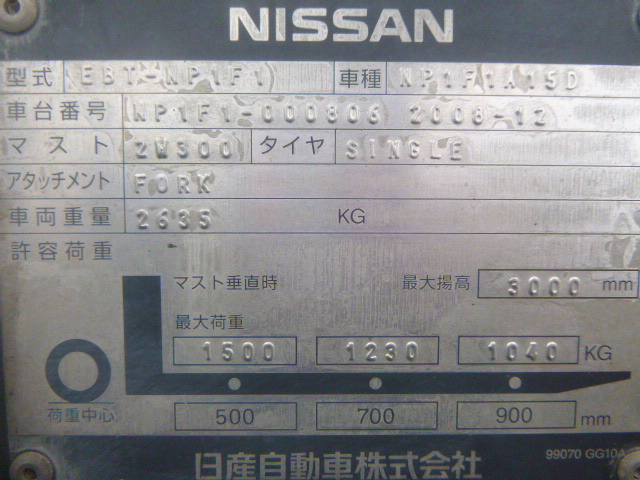 NISSAN
型式 EBT-NP1F1 車種 NP1F1A15D
車台番号 NP1F1-000806 2008-12
マスト 2W300 タイヤ SINGLE
アタッチメント FORK
車両重量 2635 KG
許容荷重
マスト垂直時 最大揚高 3000 mm
最大荷重
1500 1230 1040 KG
荷重中心 500 700 900 mm
日産自動車株式会社 99070 GG10A